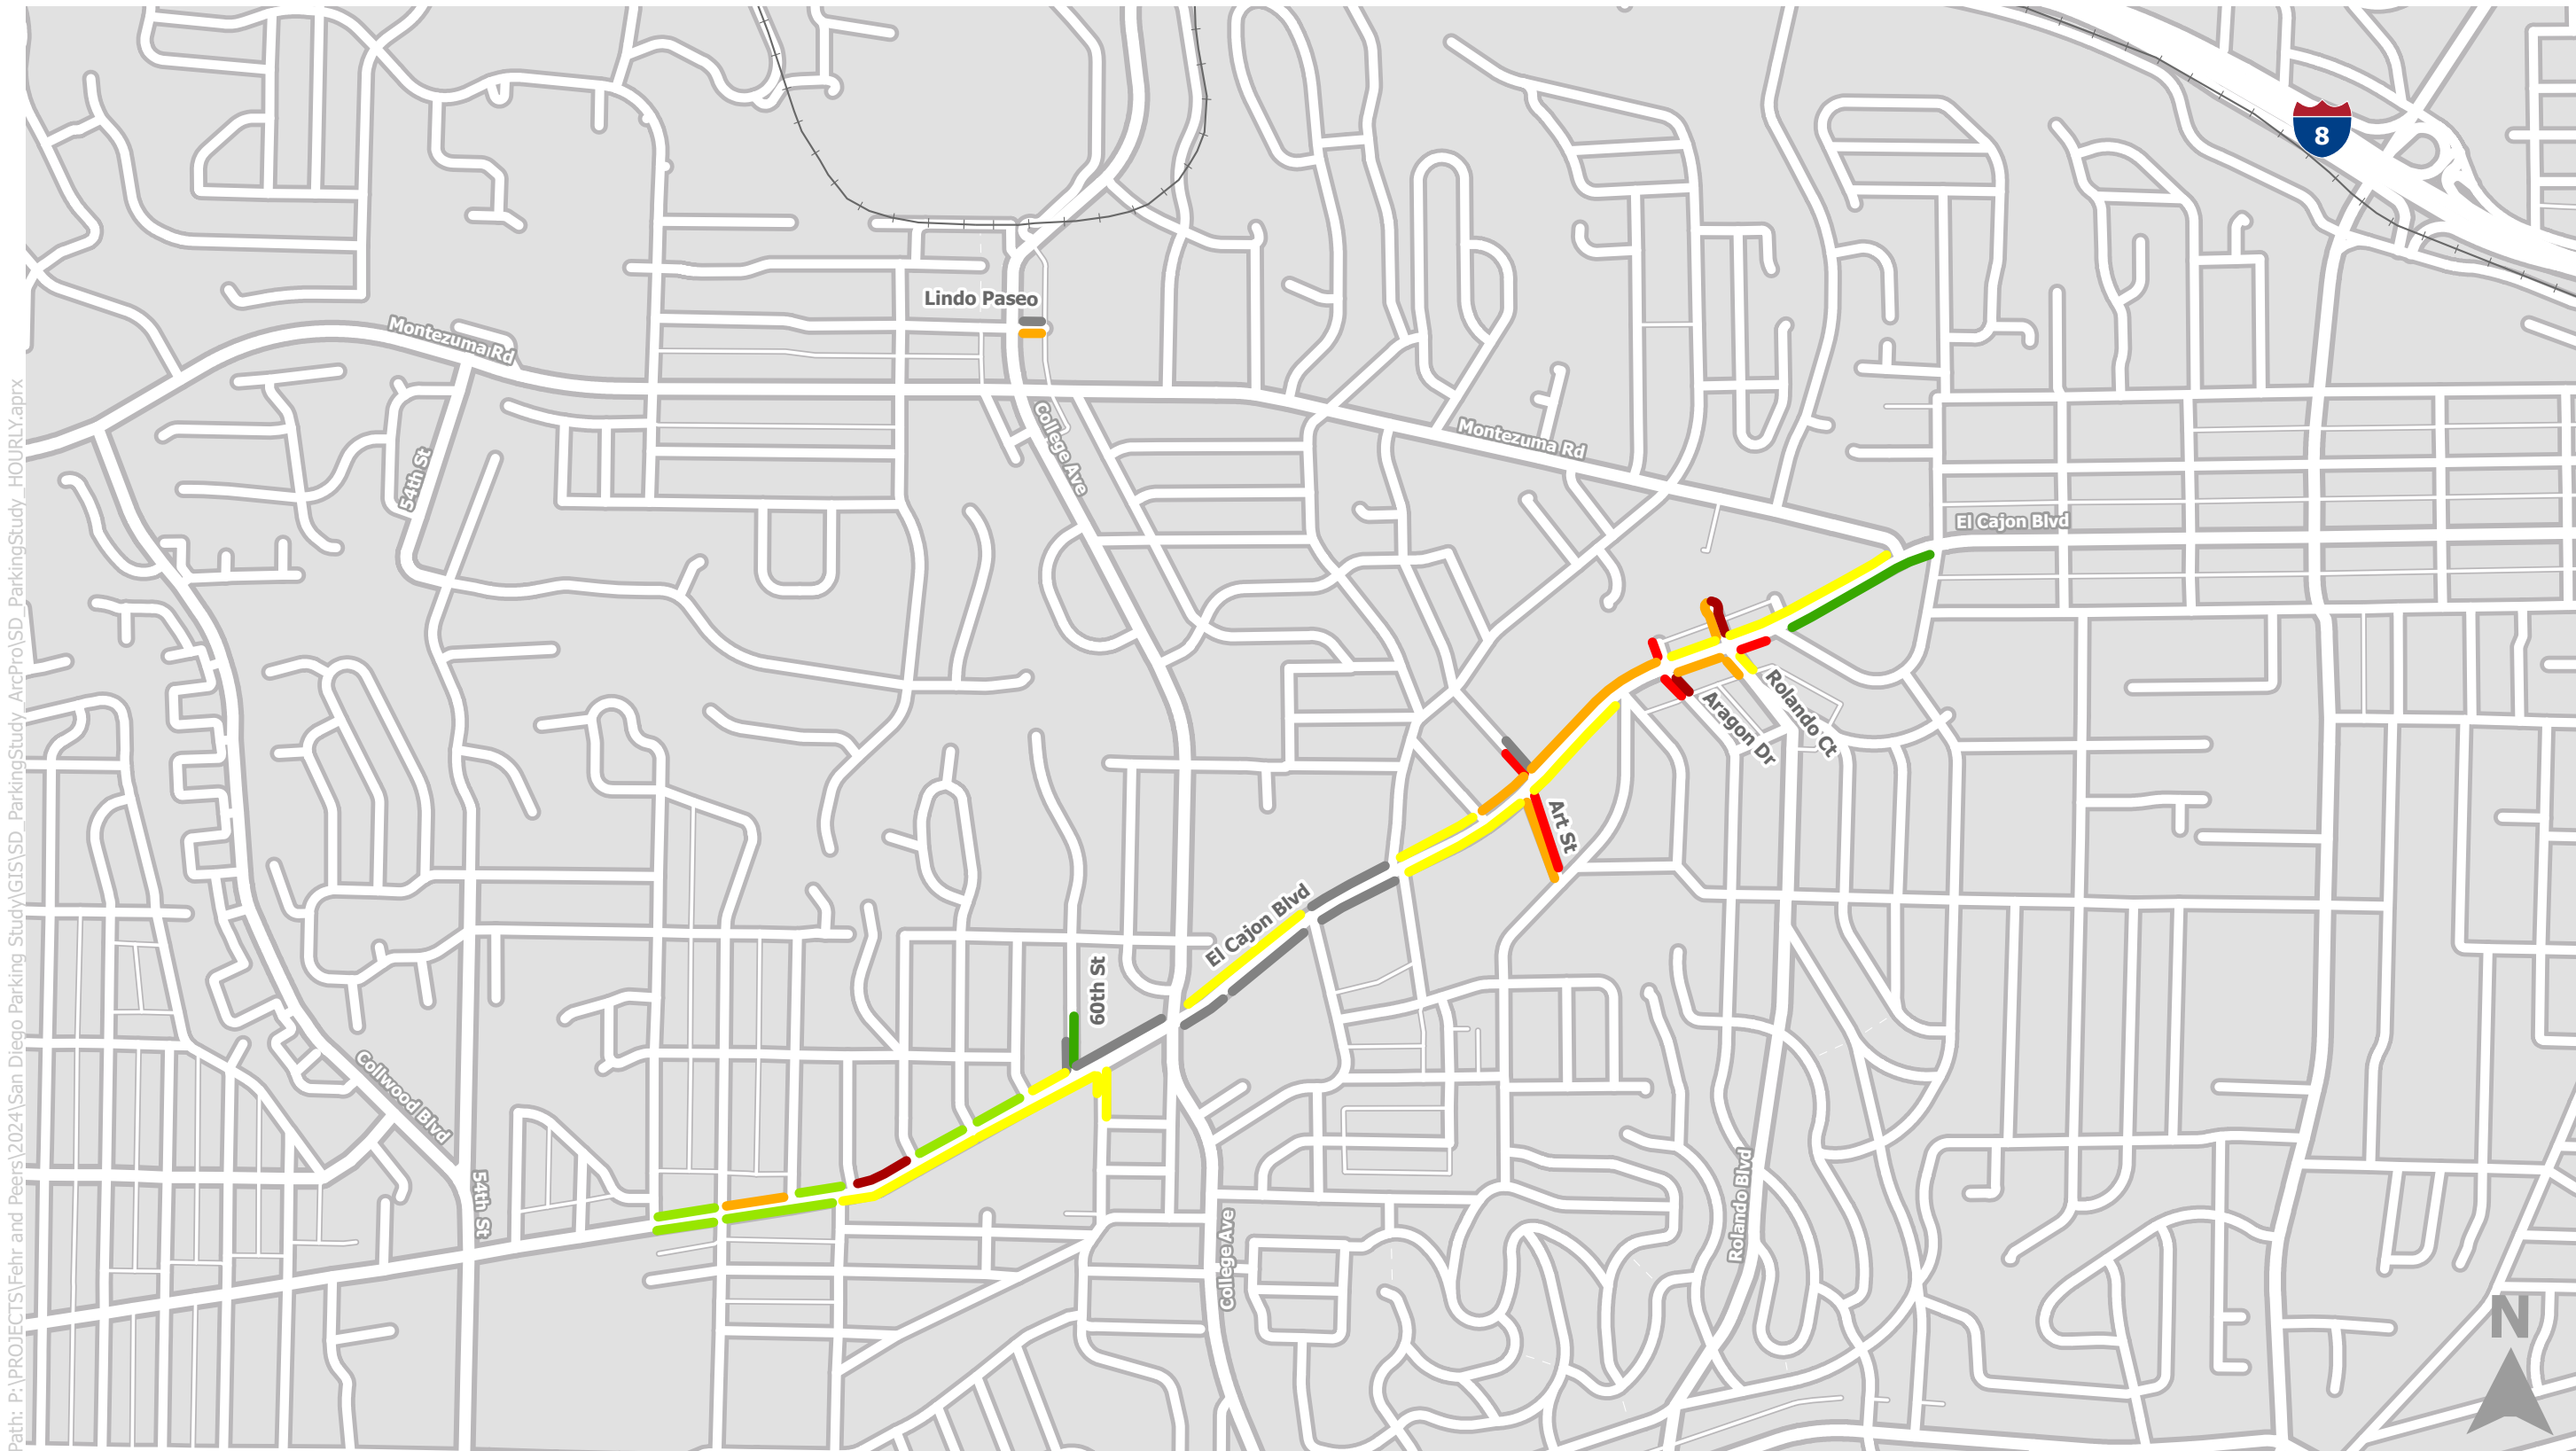 8
Lindo Paseo
Montezuma Rd
College Ave
54th St
Montezuma Rd
El Cajon Blvd
Rolando Ct
Aragon Dr
Art St
El Cajon Blvd
60th St
Collwood Blvd
54th St
College Ave
Rolando Blvd
N
Path: P:\PROJECTS\Fehr and Peers\2024\San Diego Parking Study\GIS\SD_ParkingStudy_ArcPro\SD_ParkingStudy_HOURLY.aprx